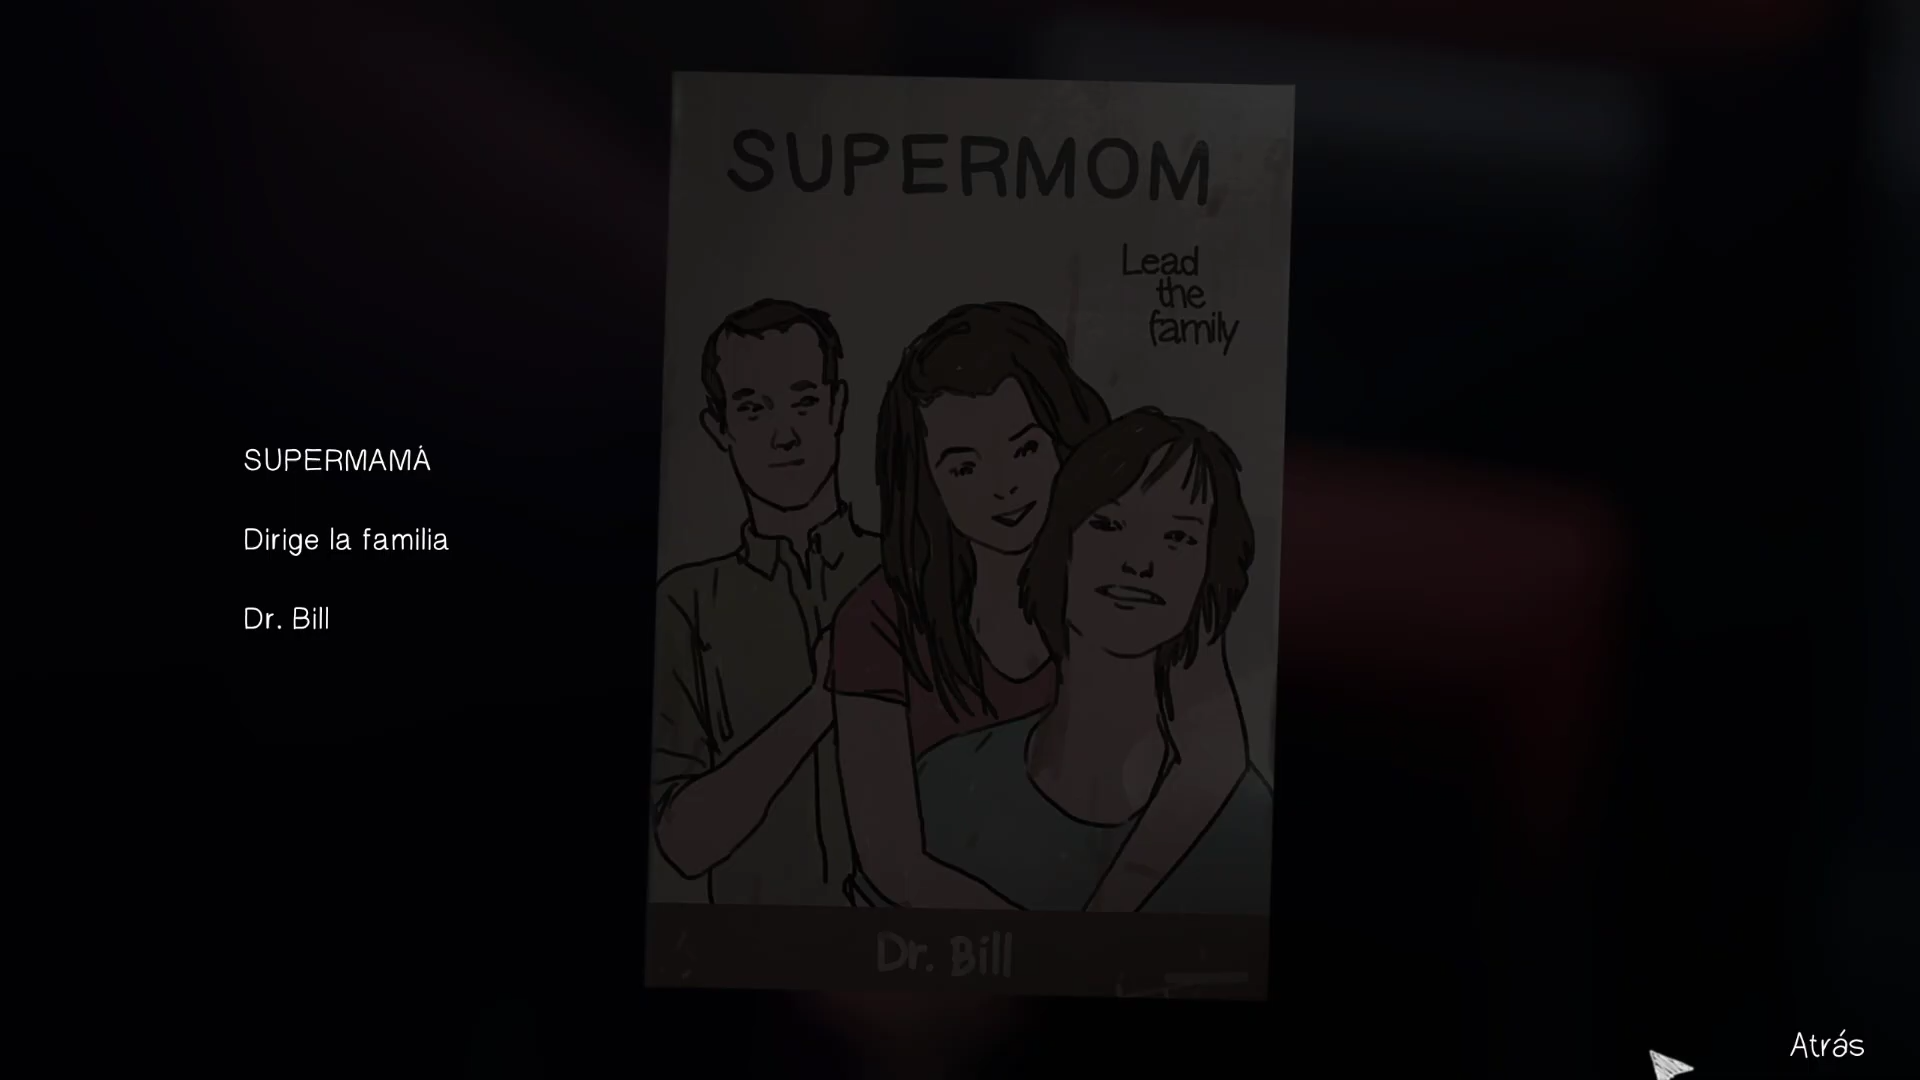 SUPERMAMÁ
Dirige la familia
Dr. Bill
SUPERMOM
Lead
the
family
Dr. Bill
Atrás